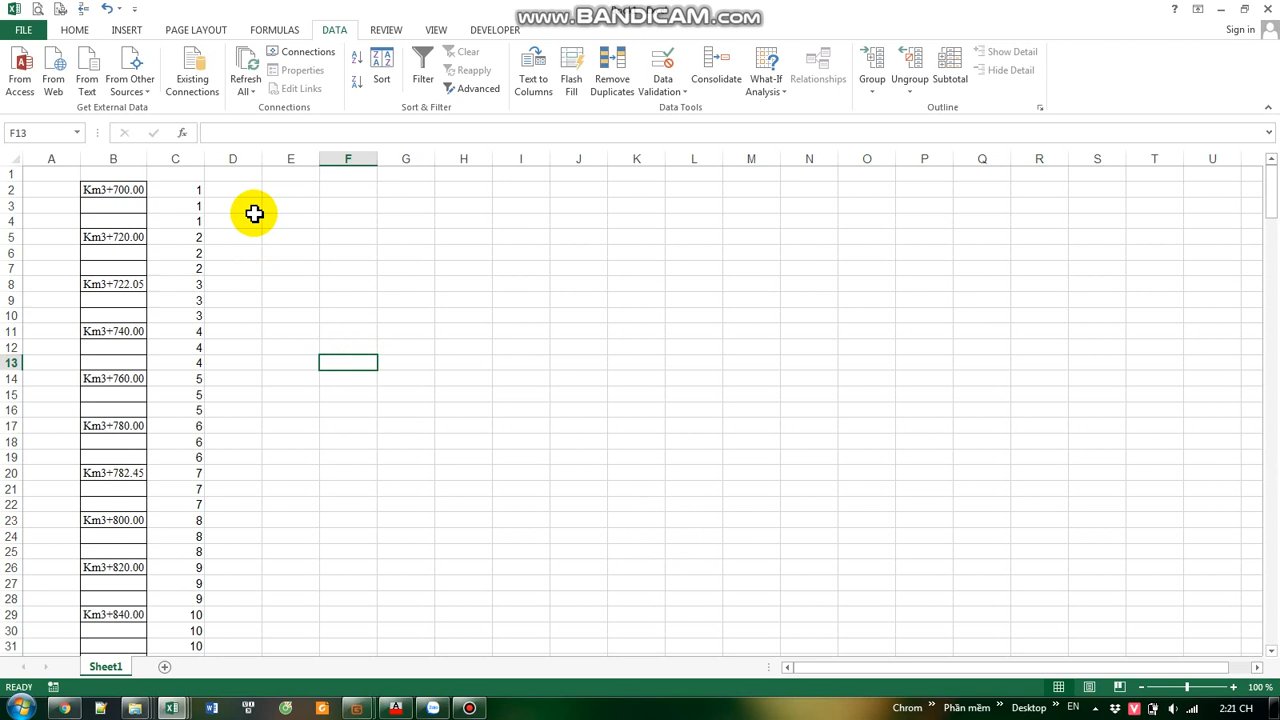 www.BANDICAM.com
Sign in
FILE HOME INSERT PAGE LAYOUT FORMULAS DATA REVIEW VIEW DEVELOPER
From Access
From Web
From Text
From Other Sources
Existing Connections
Refresh All
Connections
Properties
Edit Links
Sort
Filter
Clear
Reapply
Advanced
Text to Columns
Flash Fill
Remove Duplicates
Data Validation
Consolidate
What-If Analysis
Relationships
Group
Ungroup
Subtotal
Show Detail
Hide Detail
Get External Data Connections Sort & Filter Data Tools Outline
F13 fx
A B C D E F G H I J K L M N O P Q R S T U
1
2 Km3+700.00 1
3 1
4 1
5 Km3+720.00 2
6 2
7 2
8 Km3+722.05 3
9 3
10 3
11 Km3+740.00 4
12 4
13 4
14 Km3+760.00 5
15 5
16 5
17 Km3+780.00 6
18 6
19 6
20 Km3+782.45 7
21 7
22 7
23 Km3+800.00 8
24 8
25 8
26 Km3+820.00 9
27 9
28 9
29 Km3+840.00 10
30 10
31 10
Sheet1
READY 100 %
Chrom Phần mềm Desktop EN 2:21 CH